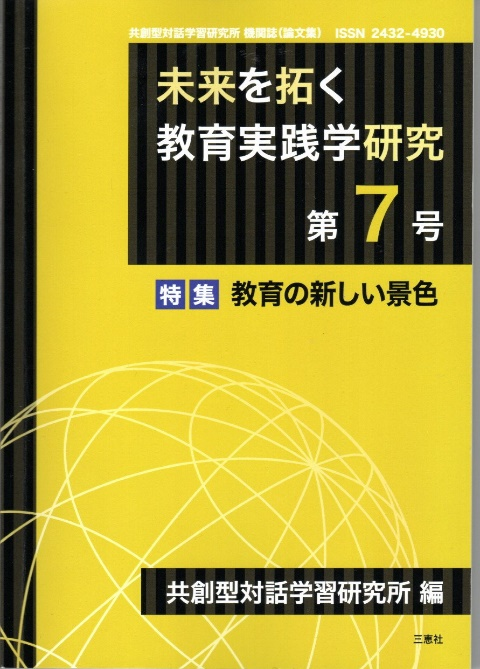 共創型対話学習研究所 機関誌(論文集) ISSN 2432-4930
未来を拓く
教育実践学研究
第7号
特集 教育の新しい景色
共創型対話学習研究所 編
三恵社